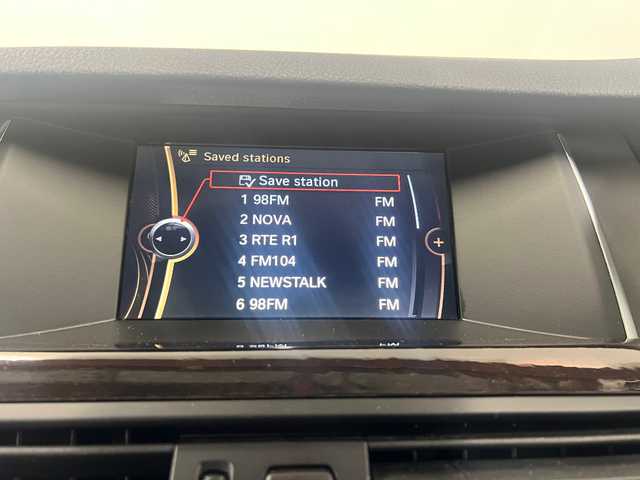 Saved stations
Save station
1 98FM FM
2 NOVA FM
3 RTE R1 FM
4 FM104 FM
5 NEWSTALK FM
6 98FM FM